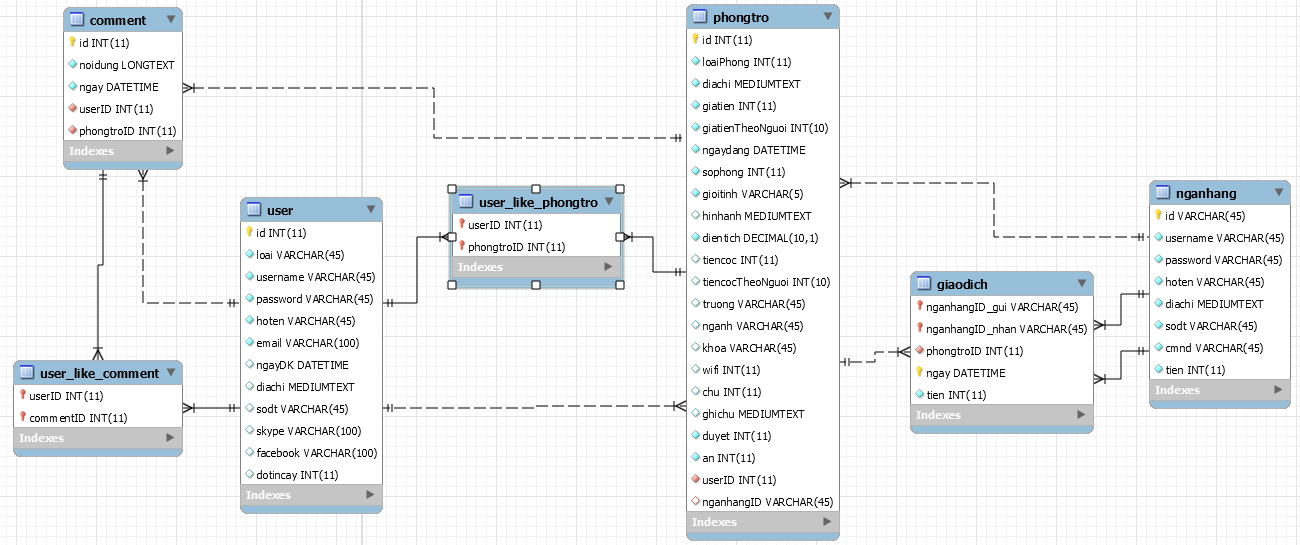 comment
id INT(11)
noidung LONGTEXT
ngay DATETIME
userID INT(11)
phongtroID INT(11)
Indexes
user
id INT(11)
loai VARCHAR(45)
username VARCHAR(45)
password VARCHAR(45)
hoten VARCHAR(45)
email VARCHAR(100)
ngayDK DATETIME
diachi MEDIUMTEXT
sodt VARCHAR(45)
skype VARCHAR(100)
facebook VARCHAR(100)
dotincay INT(11)
Indexes
user_like_comment
userID INT(11)
commentID INT(11)
Indexes
user_like_phongtro
userID INT(11)
phongtroID INT(11)
Indexes
phongtro
id INT(11)
loaiPhong INT(11)
diachi MEDIUMTEXT
giatien INT(11)
giatienTheoNguoi INT(10)
ngaydang DATETIME
sophong INT(11)
gioitinh VARCHAR(5)
hinhanh MEDIUMTEXT
dientich DECIMAL(10,1)
tiencoc INT(11)
tiencocTheoNguoi INT(10)
truong VARCHAR(45)
nganh VARCHAR(45)
khoa VARCHAR(45)
wifi INT(11)
chu INT(11)
ghichu MEDIUMTEXT
duyet INT(11)
an INT(11)
userID INT(11)
nganhangID VARCHAR(45)
Indexes
giaodich
nganhangID_gui VARCHAR(45)
nganhangID_nhan VARCHAR(45)
phongtroID INT(11)
ngay DATETIME
tien INT(11)
Indexes
nganhang
id VARCHAR(45)
username VARCHAR(45)
password VARCHAR(45)
hoten VARCHAR(45)
diachi MEDIUMTEXT
sodt VARCHAR(45)
cmnd VARCHAR(45)
tien INT(11)
Indexes